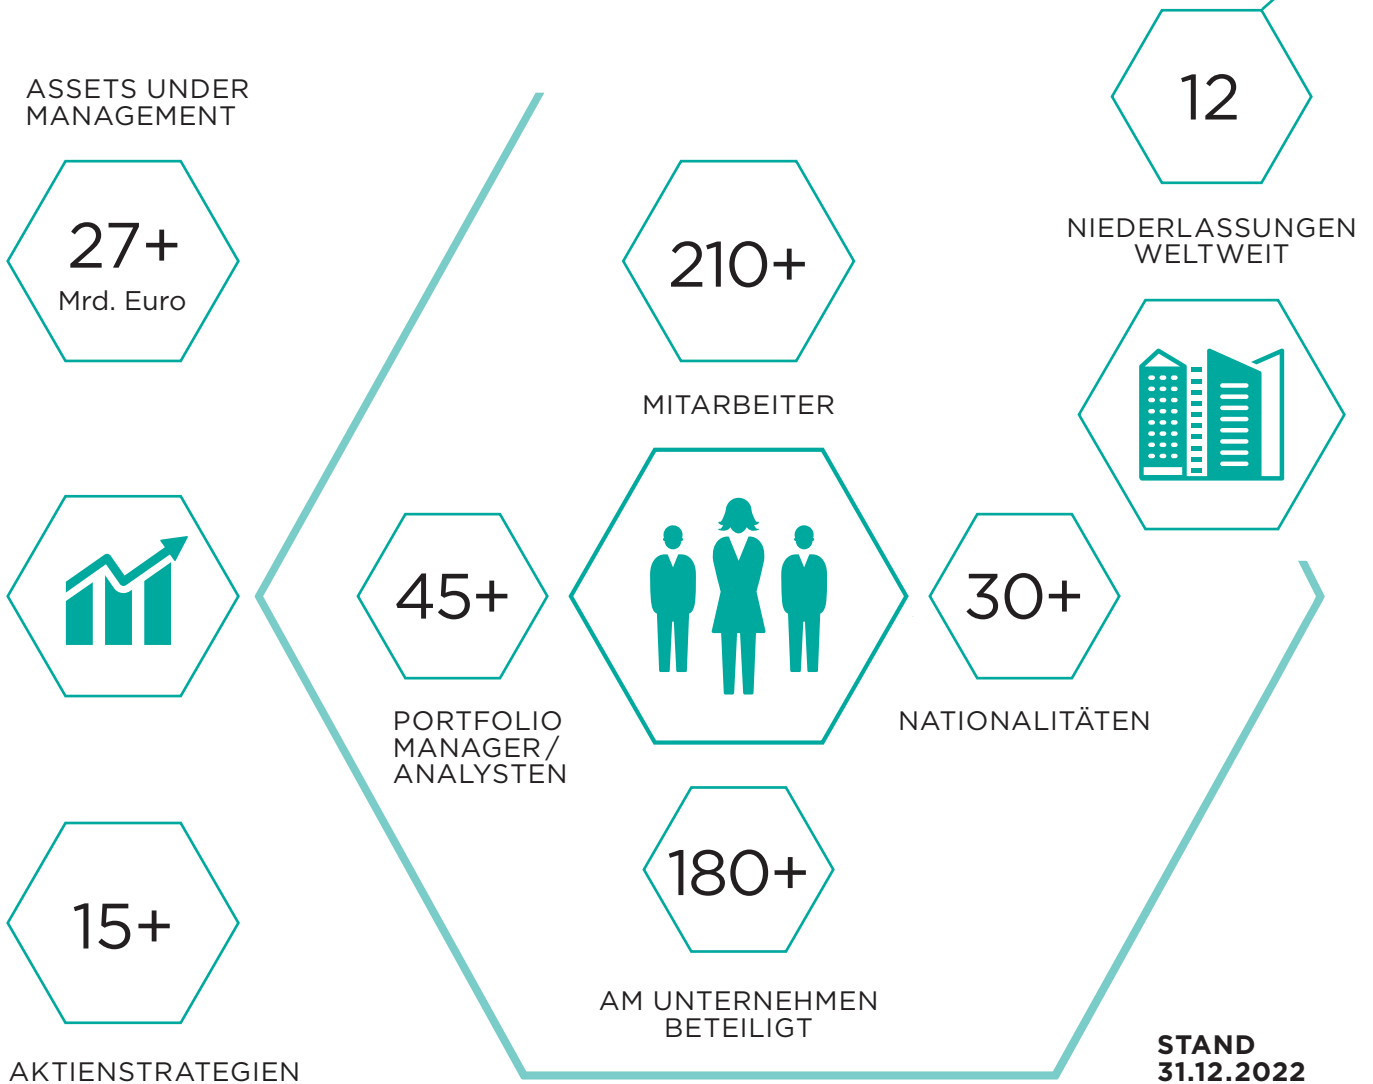 ASSETS UNDER
MANAGEMENT
27+
Mrd. Euro
15+
AKTIENSTRATEGIEN
210+
MITARBEITER
45+
PORTFOLIO
MANAGER/
ANALYSTEN
30+
NATIONALITÄTEN
180+
AM UNTERNEHMEN
BETEILIGT
12
NIEDERLASSUNGEN
WELTWEIT
STAND
31.12.2022